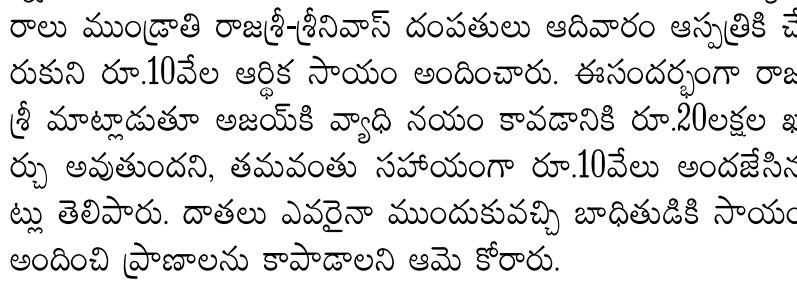 రాలు ముండ్రాతి రాజశ్రీ-శ్రీనివాస్ దంపతులు ఆదివారం ఆస్పత్రికి చే
రుకుని రూ.10వేల ఆర్థిక సాయం అందించారు. ఈసందర్భంగా రాజ
శ్రీ మాట్లాడుతూ అజయ్‌కి వ్యాధి నయం కావడానికి రూ.20లక్షల ఖ
ర్చు అవుతుందని, తమవంతు సహాయంగా రూ.10వేలు అందజేసిన
ట్లు తెలిపారు. దాతలు ఎవరైనా ముందుకువచ్చి బాధితుడికి సాయం
అందించి ప్రాణాలను కాపాడాలని ఆమె కోరారు.